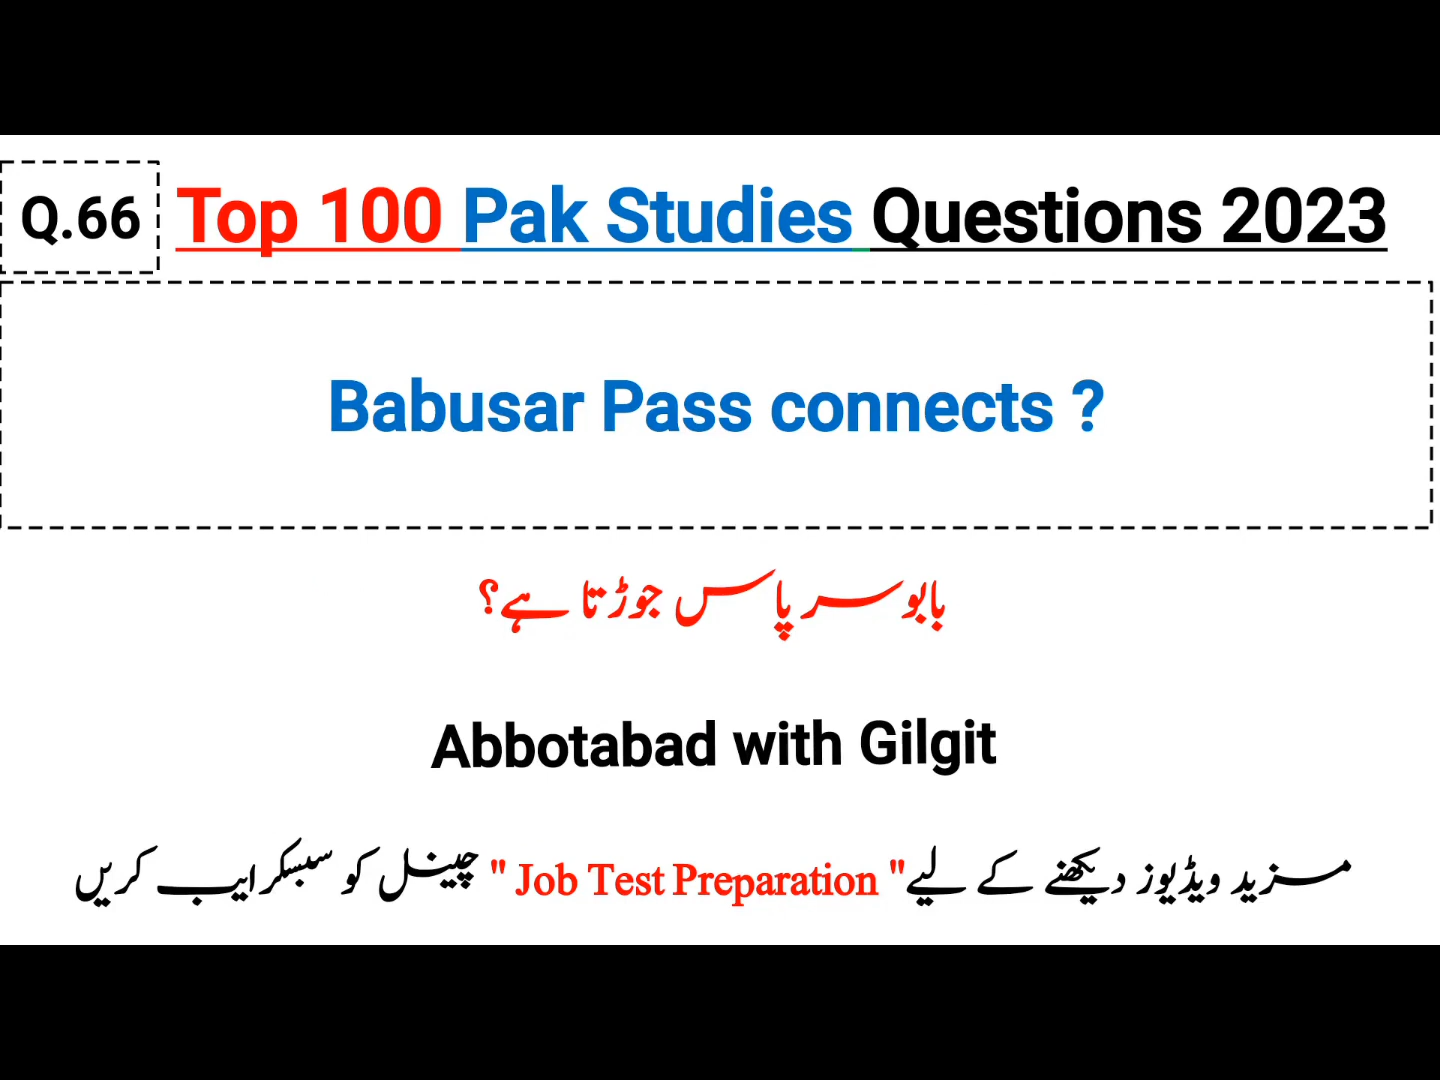 Q.66 Top 100 Pak Studies Questions 2023
Babusar Pass connects ?
بابوسر پاس جوڑتا ہے؟
Abbotabad with Gilgit
مزید ویڈیوز دیکھنے کے لیے " Job Test Preparation " چینل کو سبسکرایب کریں